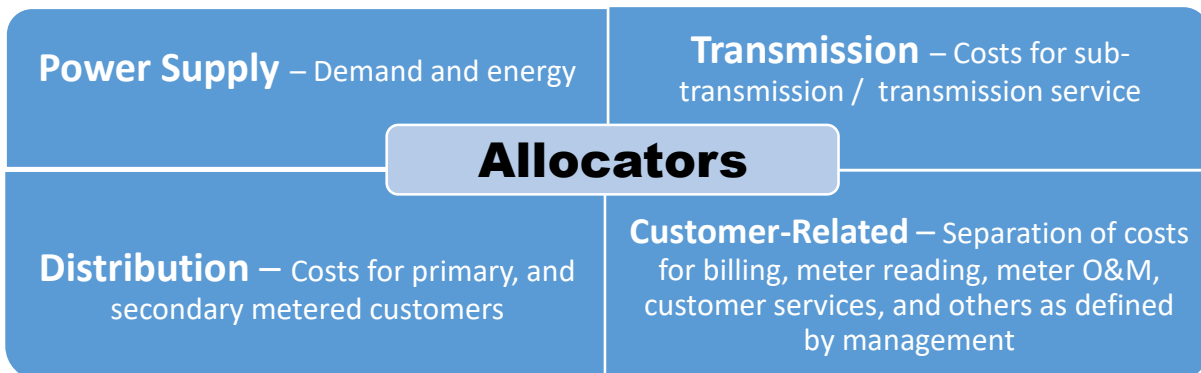 Power Supply – Demand and energy
Transmission – Costs for sub-
transmission / transmission service
Allocators
Distribution – Costs for primary, and
secondary metered customers
Customer-Related – Separation of costs
for billing, meter reading, meter O&M,
customer services, and others as defined
by management